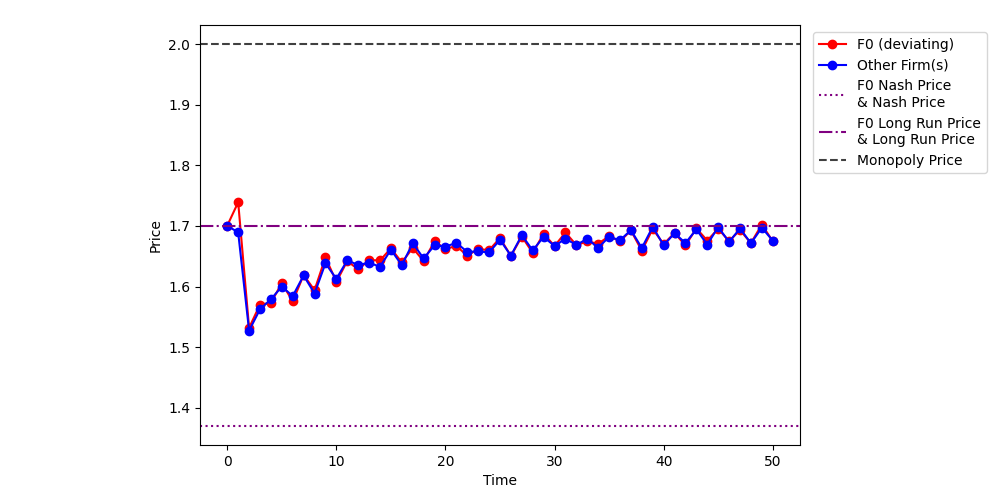 2.0
1.9
1.8
1.7
1.6
1.5
1.4
Price
0 10 20 30 40 50
Time
F0 (deviating)
Other Firm(s)
F0 Nash Price
& Nash Price
F0 Long Run Price
& Long Run Price
Monopoly Price